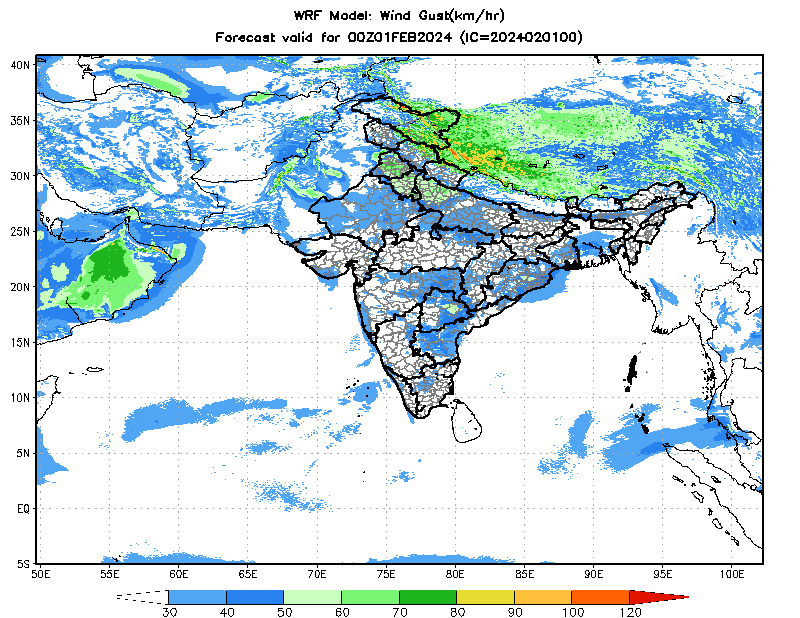 WRF Model: Wind Gust(km/hr)
Forecast valid for 00Z01FEB2024 (IC=2024020100)
40N
35N
30N
25N
20N
15N
10N
5N
EQ
5S
50E 55E 60E 65E 70E 75E 80E 85E 90E 95E 100E
30 40 50 60 70 80 90 100 120